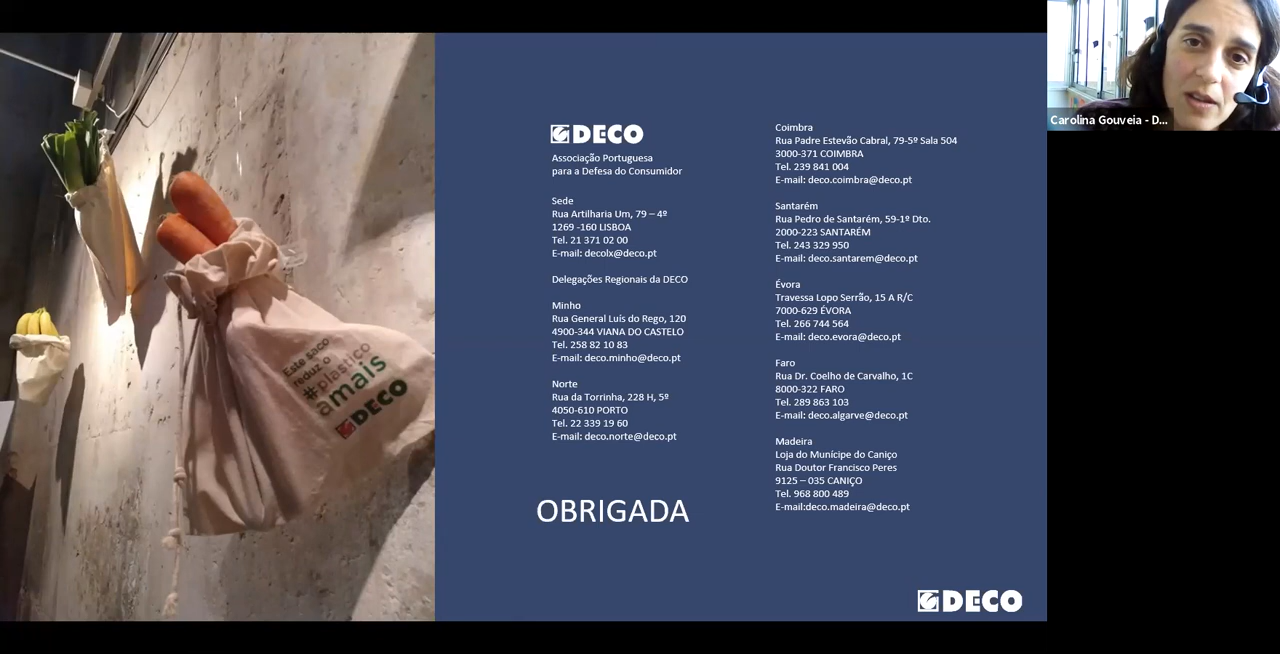 Este saco
reduz o
#plástico
amais
DECO
DECO
Associação Portuguesa
para a Defesa do Consumidor
Sede
Rua Artilharia Um, 79 – 4º
1269 -160 LISBOA
Tel. 21 371 02 00
E-mail: decolx@deco.pt
Delegações Regionais da DECO
Minho
Rua General Luís do Rego, 120
4900-344 VIANA DO CASTELO
Tel. 258 82 10 83
E-mail: deco.minho@deco.pt
Norte
Rua da Torrinha, 228 H, 5º
4050-610 PORTO
Tel. 22 339 19 60
E-mail: deco.norte@deco.pt
OBRIGADA
Coimbra
Rua Padre Estevão Cabral, 79-5º Sala 504
3000-371 COIMBRA
Tel. 239 841 004
E-mail: deco.coimbra@deco.pt
Santarém
Rua Pedro de Santarém, 59-1º Dto.
2000-223 SANTARÉM
Tel. 243 329 950
E-mail: deco.santarem@deco.pt
Évora
Travessa Lopo Serrão, 15 A R/C
7000-629 ÉVORA
Tel. 266 744 564
E-mail: deco.evora@deco.pt
Faro
Rua Dr. Coelho de Carvalho, 1C
8000-322 FARO
Tel. 289 863 103
E-mail: deco.algarve@deco.pt
Madeira
Loja do Munícipe do Caniço
Rua Doutor Francisco Peres
9125 – 035 CANIÇO
Tel. 968 800 489
E-mail:deco.madeira@deco.pt
DECO
Carolina Gouveia - D...